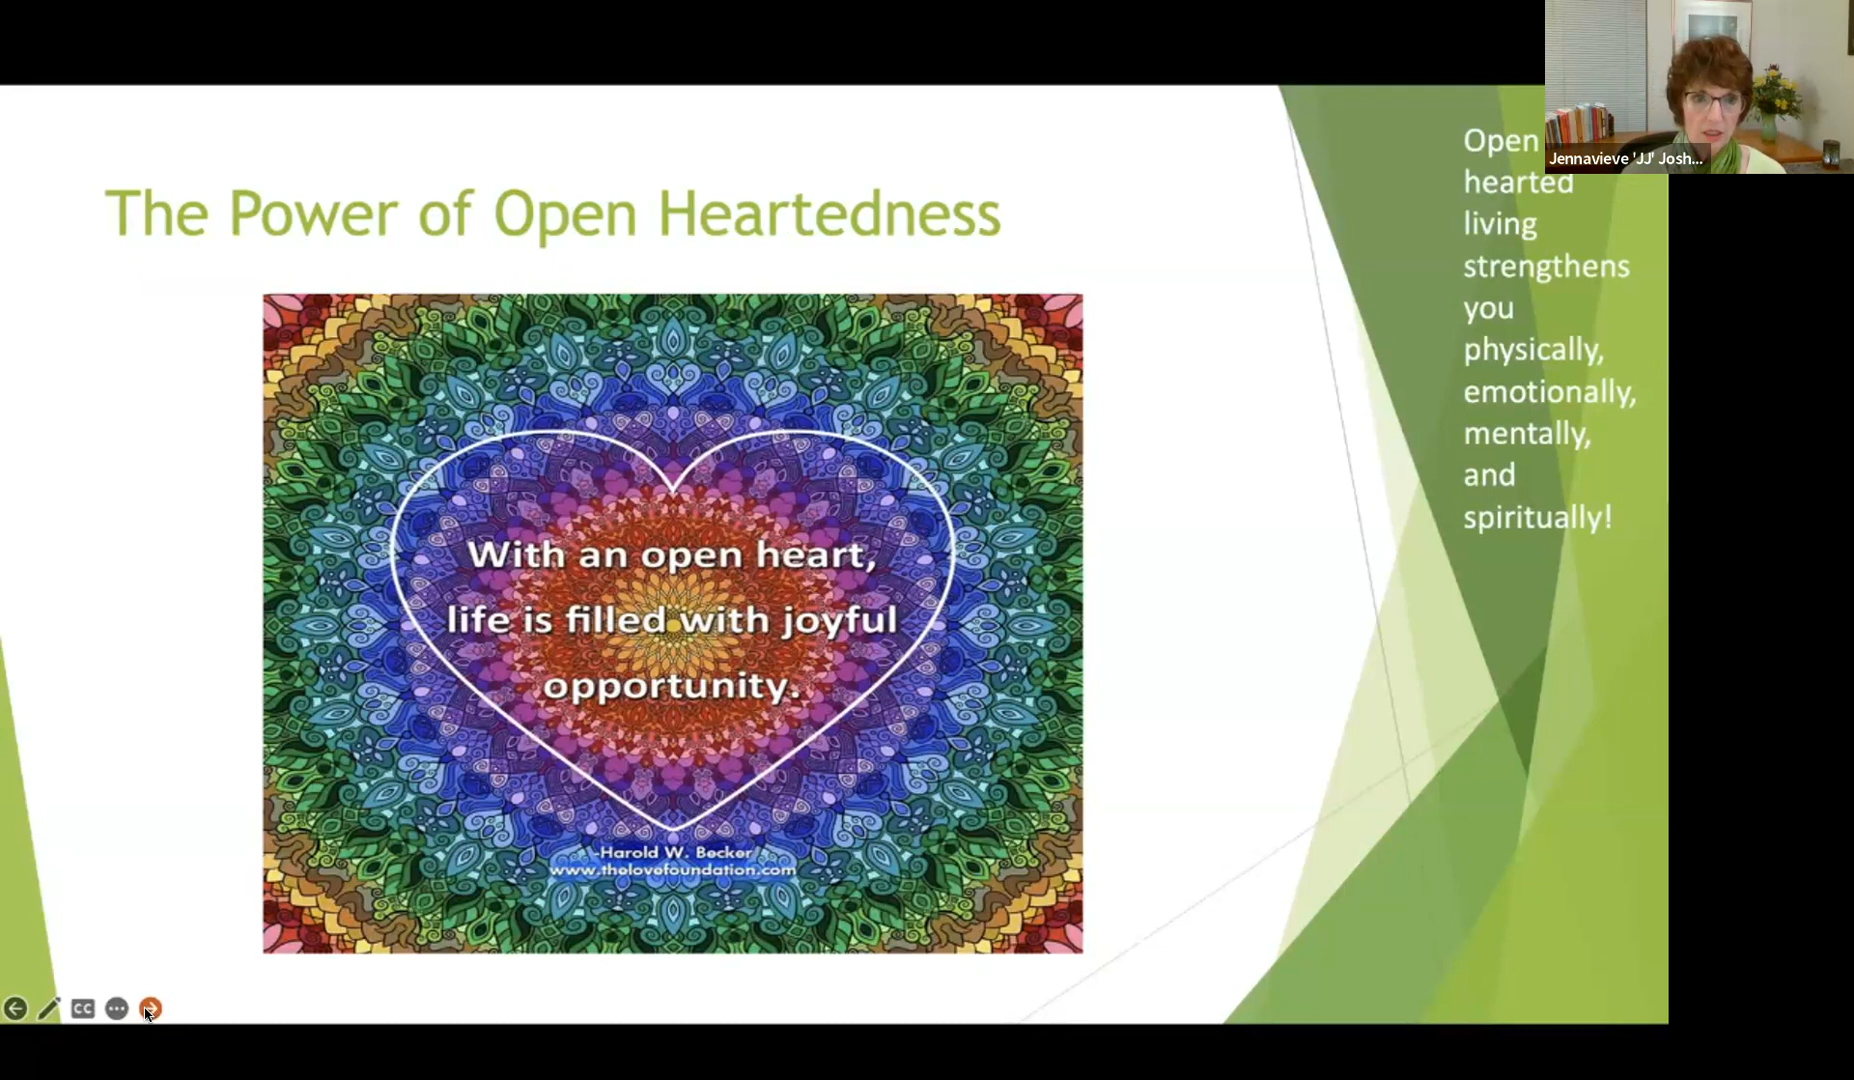 The Power of Open Heartedness
With an open heart,
life is filled with joyful
opportunity.
-Harold W. Becker
www.thelovefoundation.com
Open
hearted
living
strengthens
you
physically,
emotionally,
mentally,
and
spiritually!
Jennavieve 'JJ' Josh...
CC